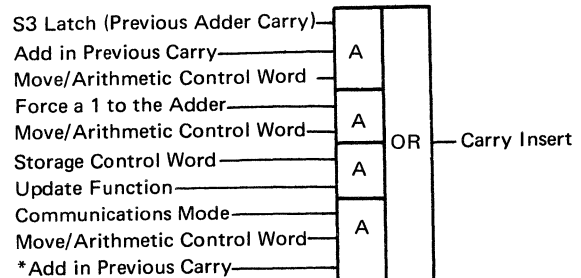 S3 Latch (Previous Adder Carry)
Add in Previous Carry
A
Move/Arithmetic Control Word
Force a 1 to the Adder
A
Move/Arithmetic Control Word
OR
Carry Insert
Storage Control Word
A
Update Function
Communications Mode
A
Move/Arithmetic Control Word
*Add in Previous Carry